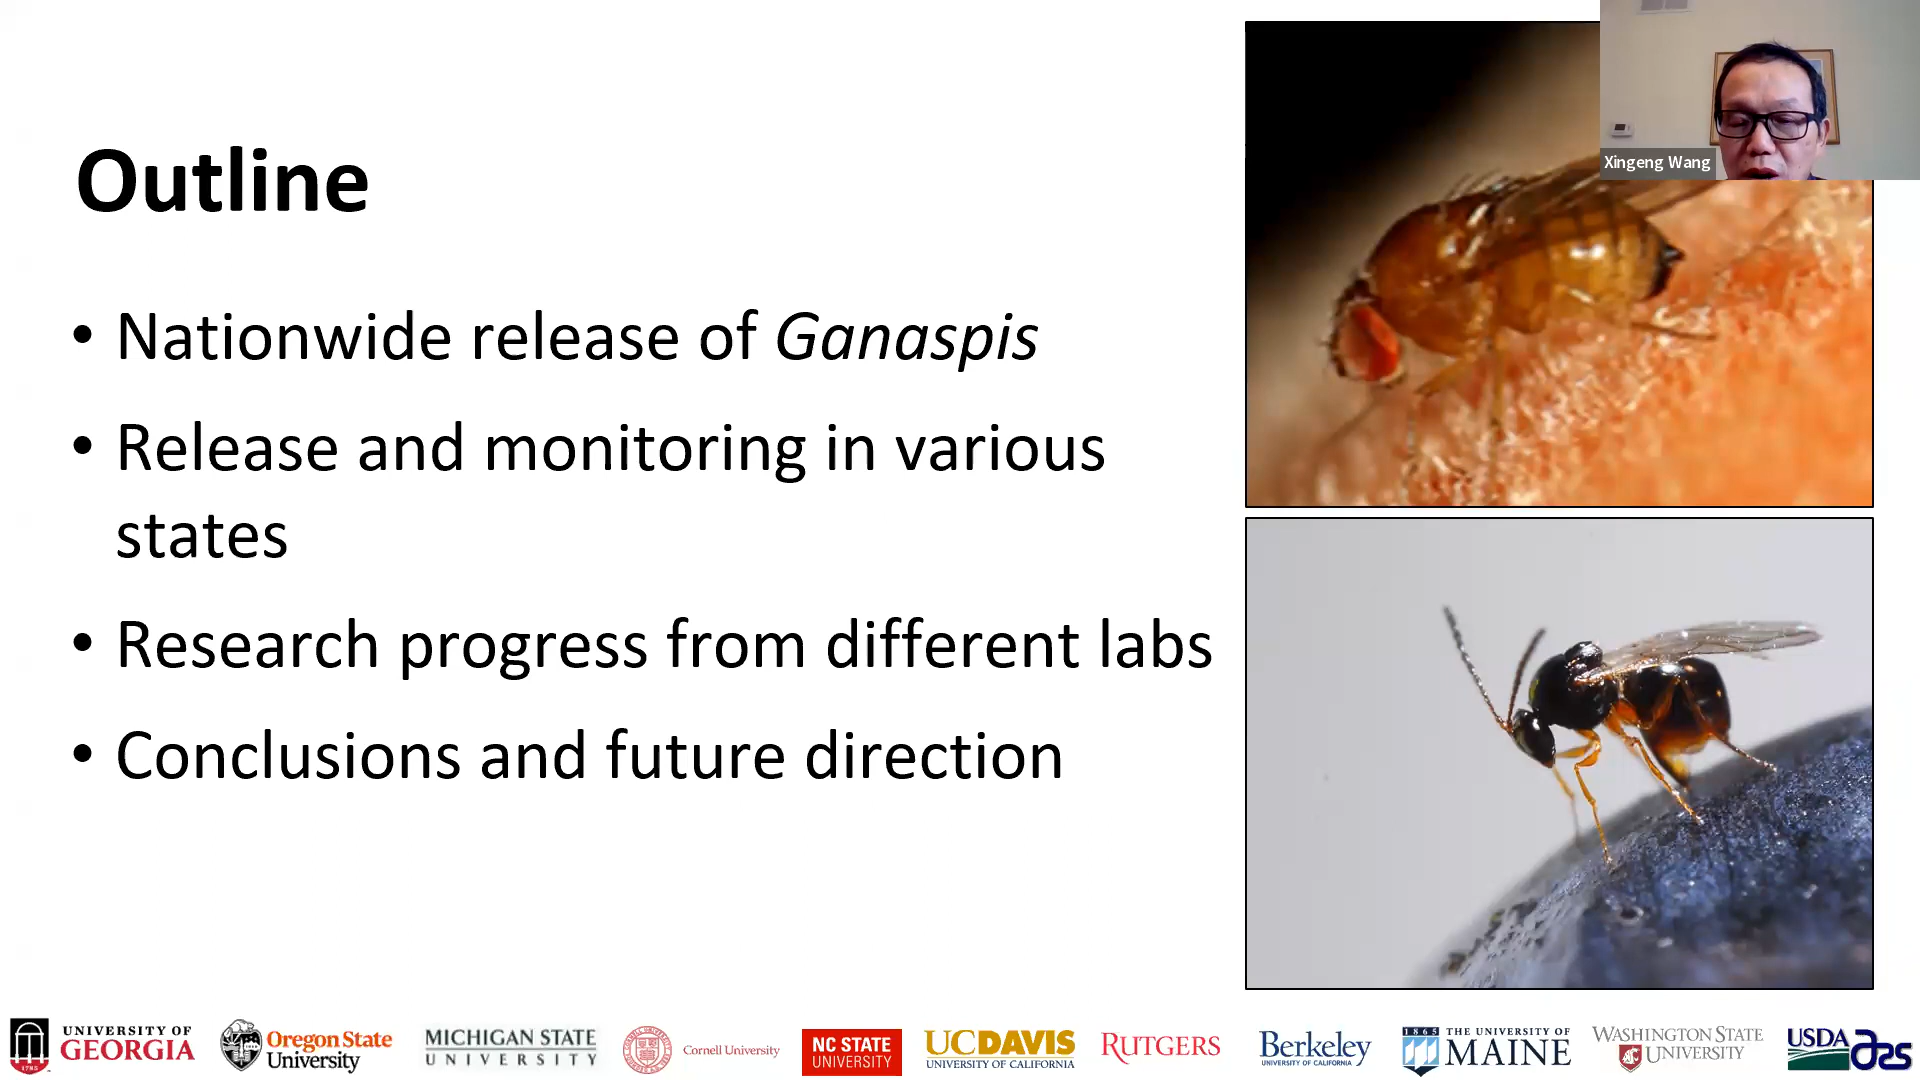 Outline
• Nationwide release of Ganaspis
• Release and monitoring in various
states
• Research progress from different labs
• Conclusions and future direction
Xingeng Wang
UNIVERSITY OF
GEORGIA
1785
Oregon State
University
MICHIGAN STATE
UNIVERSITY
Cornell University
NC STATE
UNIVERSITY
UCDAVIS
UNIVERSITY OF CALIFORNIA
RUTGERS
Berkeley
UNIVERSITY OF CALIFORNIA
1865
THE UNIVERSITY OF
MAINE
WASHINGTON STATE
UNIVERSITY
USDA
ars